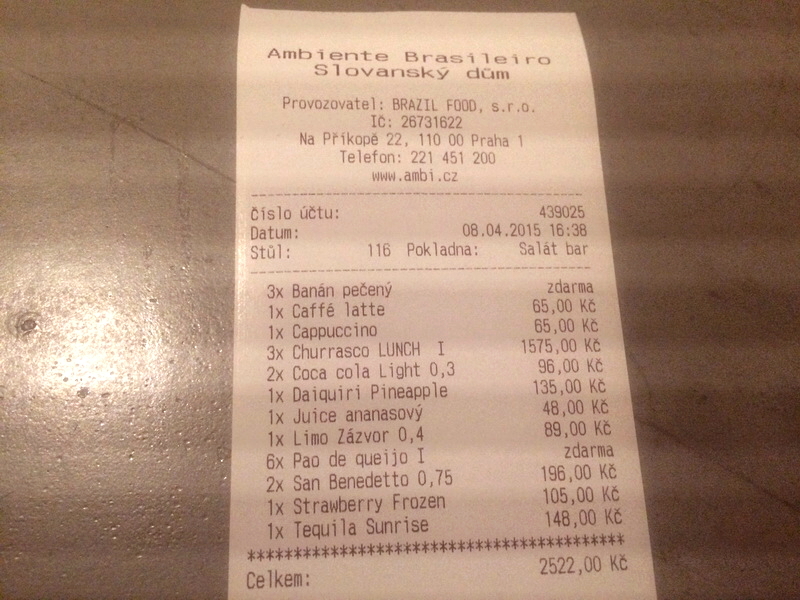 Ambiente Brasileiro
Slovanský dům
Provozovatel: BRAZIL FOOD, s.r.o.
IČ: 26731622
Na Příkopě 22, 110 00 Praha 1
Telefon: 221 451 200
www.ambi.cz
číslo účtu: 439025
Datum: 08.04.2015 16:38
Stůl: 116 Pokladna: Salát bar
3x Banán pečený zdarma
1x Caffé latte 65,00 Kč
1x Cappuccino 65,00 Kč
3x Churrasco LUNCH I 1575,00 Kč
2x Coca cola Light 0,3 96,00 Kč
1x Daiquiri Pineapple 135,00 Kč
1x Juice ananasový 48,00 Kč
1x Limo Zázvor 0,4 89,00 Kč
6x Pao de queijo I zdarma
2x San Benedetto 0,75 196,00 Kč
1x Strawberry Frozen 105,00 Kč
1x Tequila Sunrise 148,00 Kč
******************************************
Celkem: 2522,00 Kč